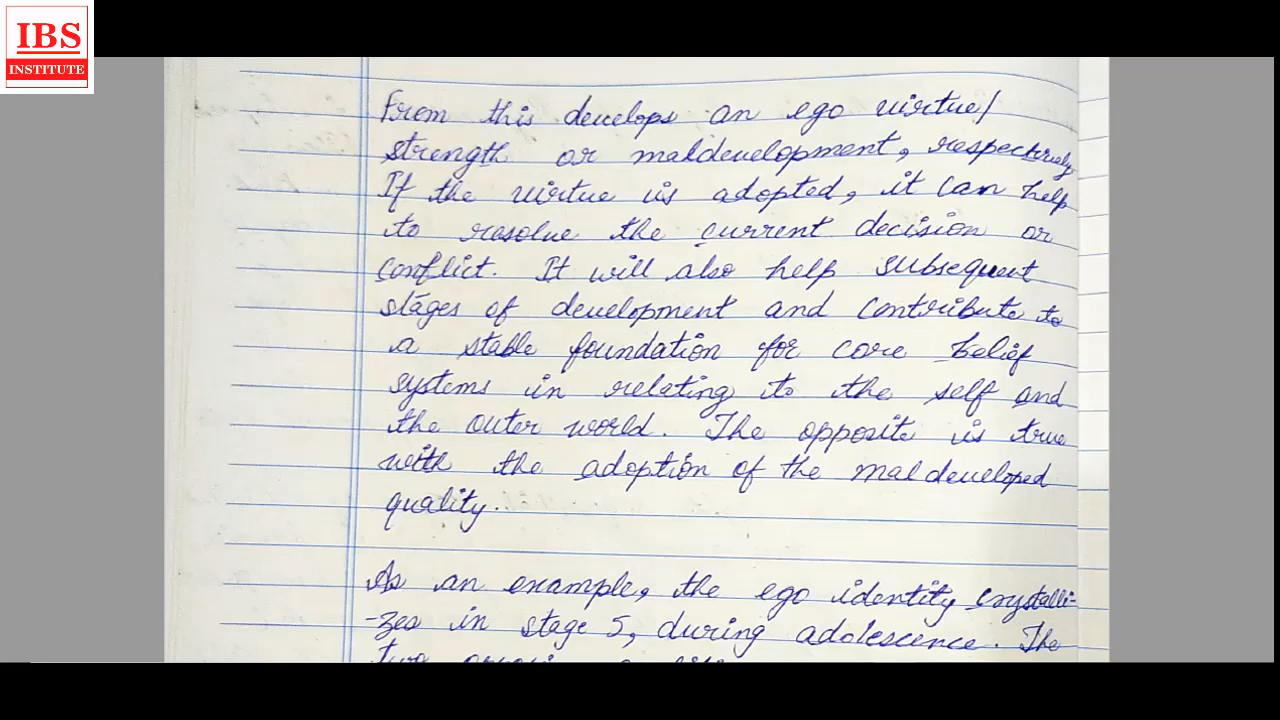 IBS
INSTITUTE
From this develops an ego virtue/
strength or maldevelopment, respectively.
If the virtue is adopted, it can help
to resolve the current decision or
conflict. It will also help subsequent
stages of development and contribute to
a stable foundation for core belief
systems in relating to the self and
the outer world. The opposite is true
with the adoption of the maldeveloped
quality.
As an example, the ego identity crystalli-
-zes in stage 5, during adolescence. The
two